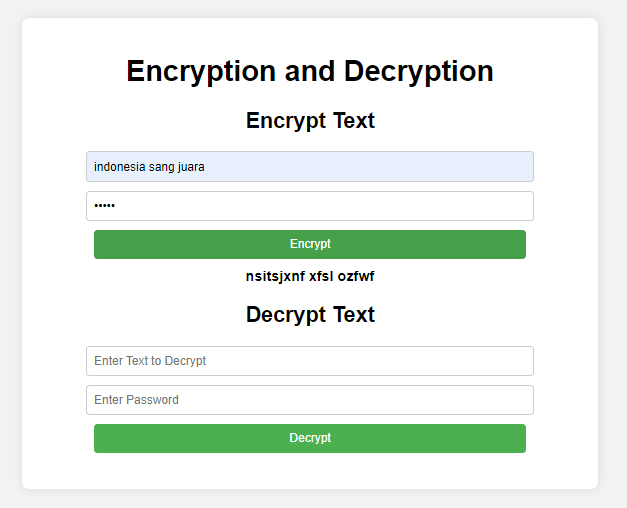 Encryption and Decryption
Encrypt Text
indonesia sang juara
•••••
Encrypt
nsitsjxnf xfsl ozfwf
Decrypt Text
Enter Text to Decrypt
Enter Password
Decrypt